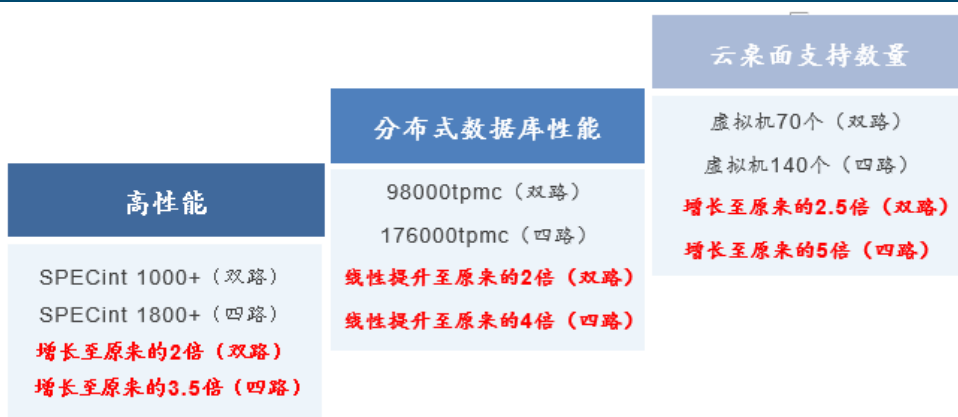 高性能
SPECint 1000+（双路）
SPECint 1800+（四路）
增长至原来的2倍（双路）
增长至原来的3.5倍（四路）
分布式数据库性能
98000tpmc（双路）
176000tpmc（四路）
线性提升至原来的2倍（双路）
线性提升至原来的4倍（四路）
云桌面支持数量
虚拟机70个（双路）
虚拟机140个（四路）
增长至原来的2.5倍（双路）
增长至原来的5倍（四路）